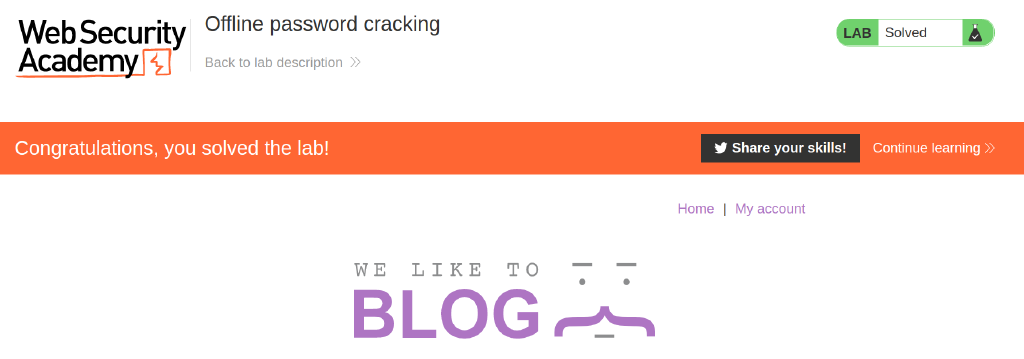 Web Security
Academy
Offline password cracking
Back to lab description
LAB Solved
Congratulations, you solved the lab!
Share your skills!
Continue learning
Home | My account
WE LIKE TO
BLOG